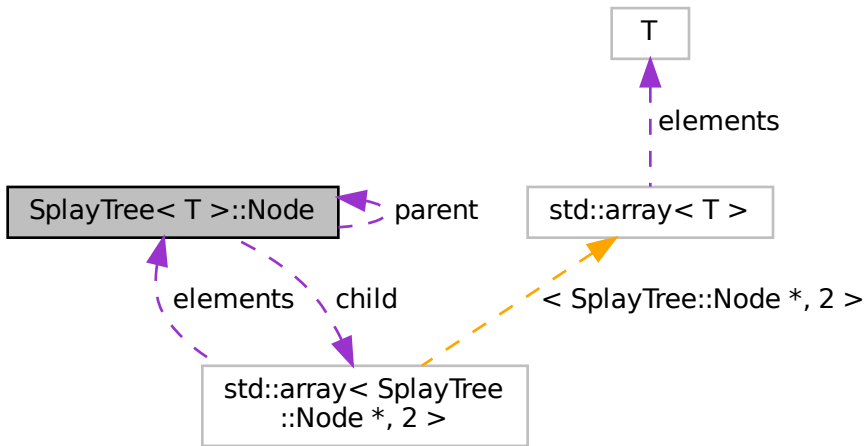 T
elements
SplayTree< T >::Node
parent
std::array< T >
elements
child
< SplayTree::Node *, 2 >
std::array< SplayTree
::Node *, 2 >